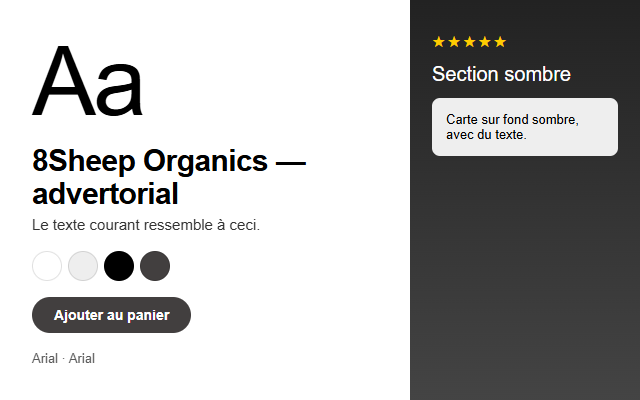 Aa
8Sheep Organics —
advertorial
Le texte courant ressemble à ceci.
Ajouter au panier
Arial · Arial
★★★★★
Section sombre
Carte sur fond sombre,
avec du texte.